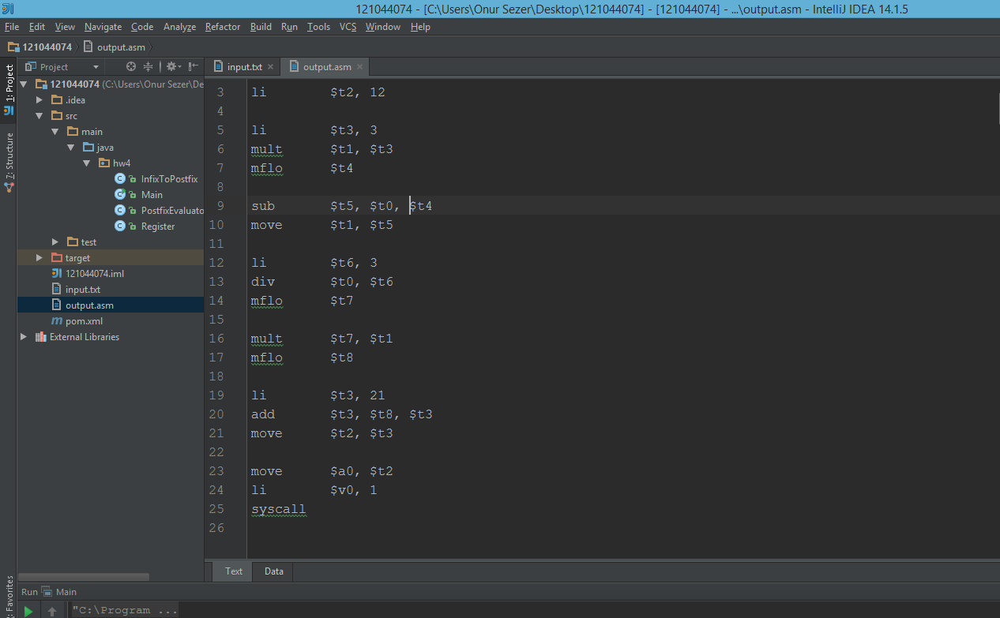 121044074 - [C:\Users\Onur Sezer\Desktop\121044074] - [121044074] - ...\output.asm - IntelliJ IDEA 14.1.5
File Edit View Navigate Code Analyze Refactor Build Run Tools VCS Window Help
121044074 output.asm
Project
input.txt output.asm
1: Project
7: Structure
2: Favorites
121044074 (C:\Users\Onur Sezer\De
.idea
src
main
java
hw4
InfixToPostfix
Main
PostfixEvaluato
Register
test
target
121044074.iml
input.txt
output.asm
pom.xml
External Libraries
3 li $t2, 12
4
5 li $t3, 3
6 mult $t1, $t3
7 mflo $t4
8
9 sub $t5, $t0, $t4
10 move $t1, $t5
11
12 li $t6, 3
13 div $t0, $t6
14 mflo $t7
15
16 mult $t7, $t1
17 mflo $t8
18
19 li $t3, 21
20 add $t3, $t8, $t3
21 move $t2, $t3
22
23 move $a0, $t2
24 li $v0, 1
25 syscall
26
Text Data
Run Main
"C:\Program ...